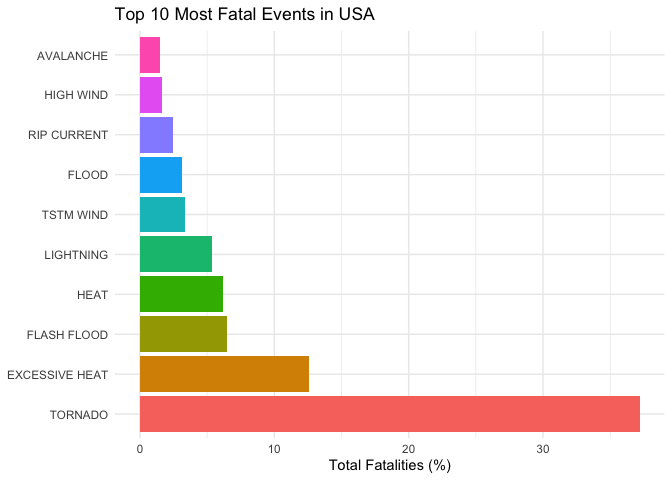 Top 10 Most Fatal Events in USA
AVALANCHE
HIGH WIND
RIP CURRENT
FLOOD
TSTM WIND
LIGHTNING
HEAT
FLASH FLOOD
EXCESSIVE HEAT
TORNADO
0 10 20 30
Total Fatalities (%)